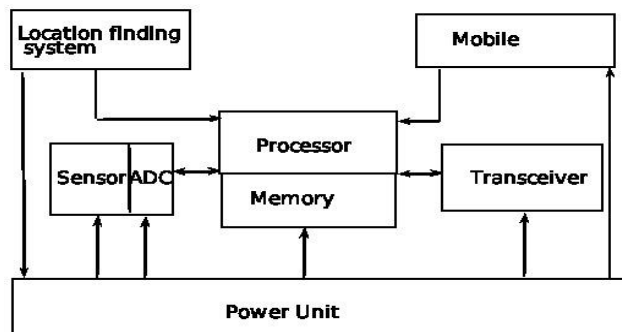 Location finding
system
Mobile
Processor
Sensor ADC
Transceiver
Memory
Power Unit